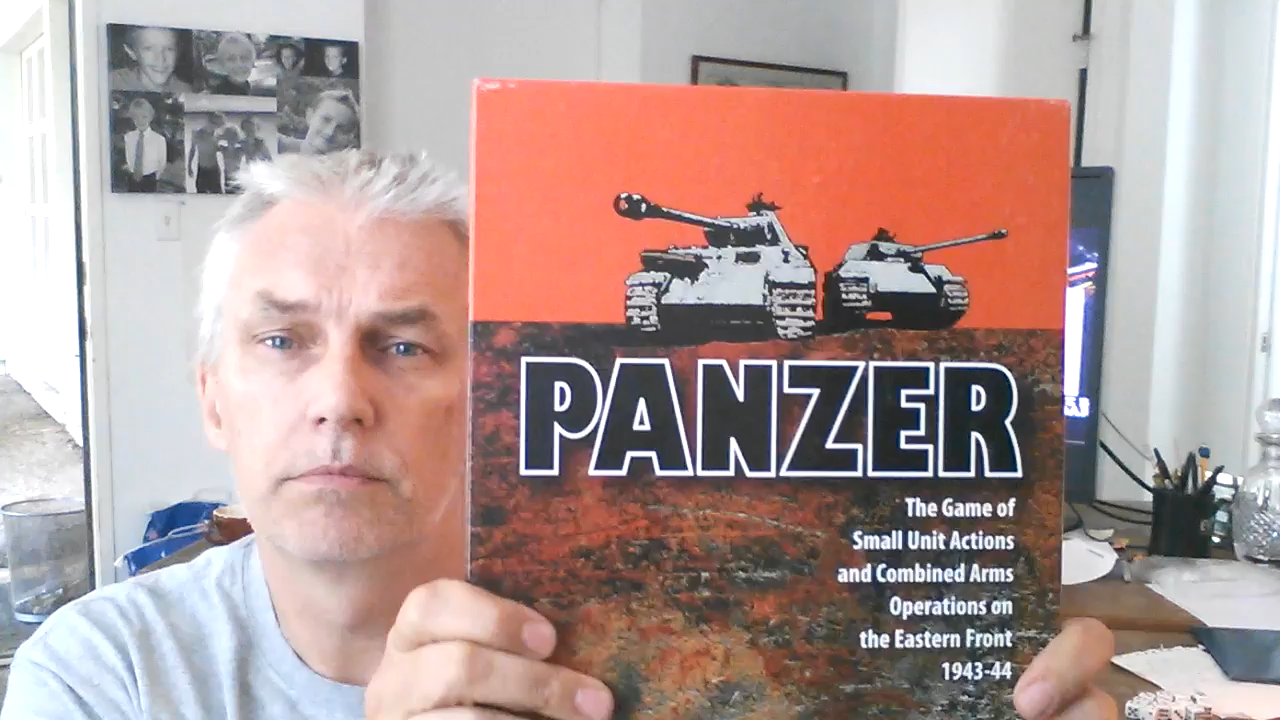 PANZER
The Game of
Small Unit Actions
and Combined Arms
Operations on
the Eastern Front
1943-44